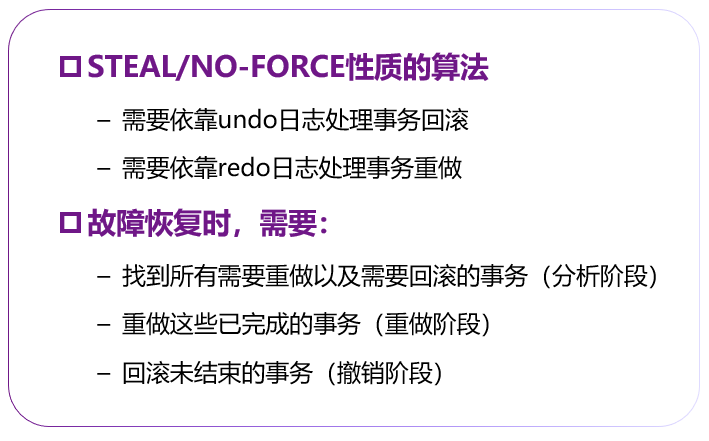 STEAL/NO-FORCE性质的算法
– 需要依靠undo日志处理事务回滚
– 需要依靠redo日志处理事务重做
故障恢复时，需要：
– 找到所有需要重做以及需要回滚的事务（分析阶段）
– 重做这些已完成的事务（重做阶段）
– 回滚未结束的事务（撤销阶段）